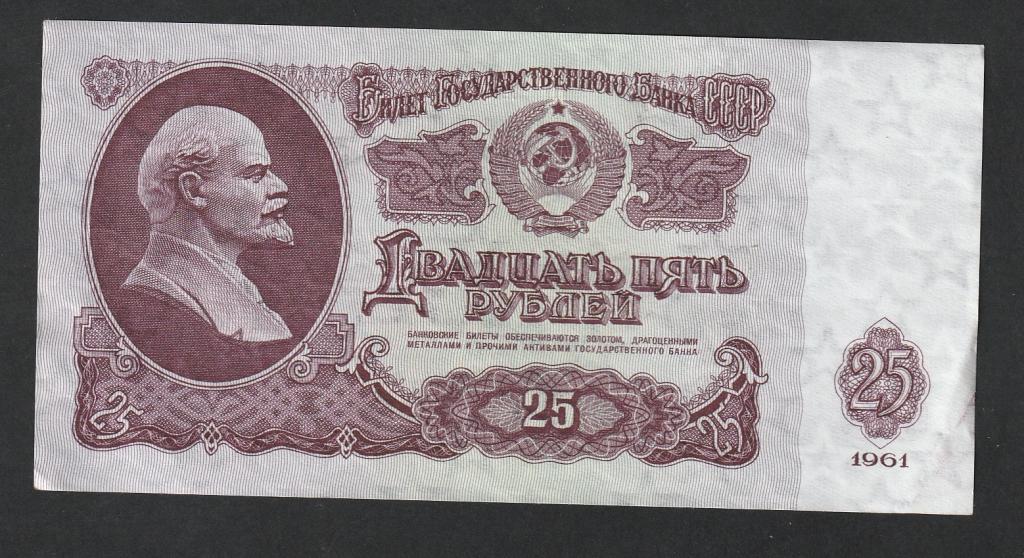 Билет Государственного Банка СССР
Двадцать пять
рублей
БАНКОВСКИЕ БИЛЕТЫ ОБЕСПЕЧИВАЮТСЯ ЗОЛОТОМ, ДРАГОЦЕННЫМИ
МЕТАЛЛАМИ И ПРОЧИМИ АКТИВАМИ ГОСУДАРСТВЕННОГО БАНКА
25
25
25
25
1961